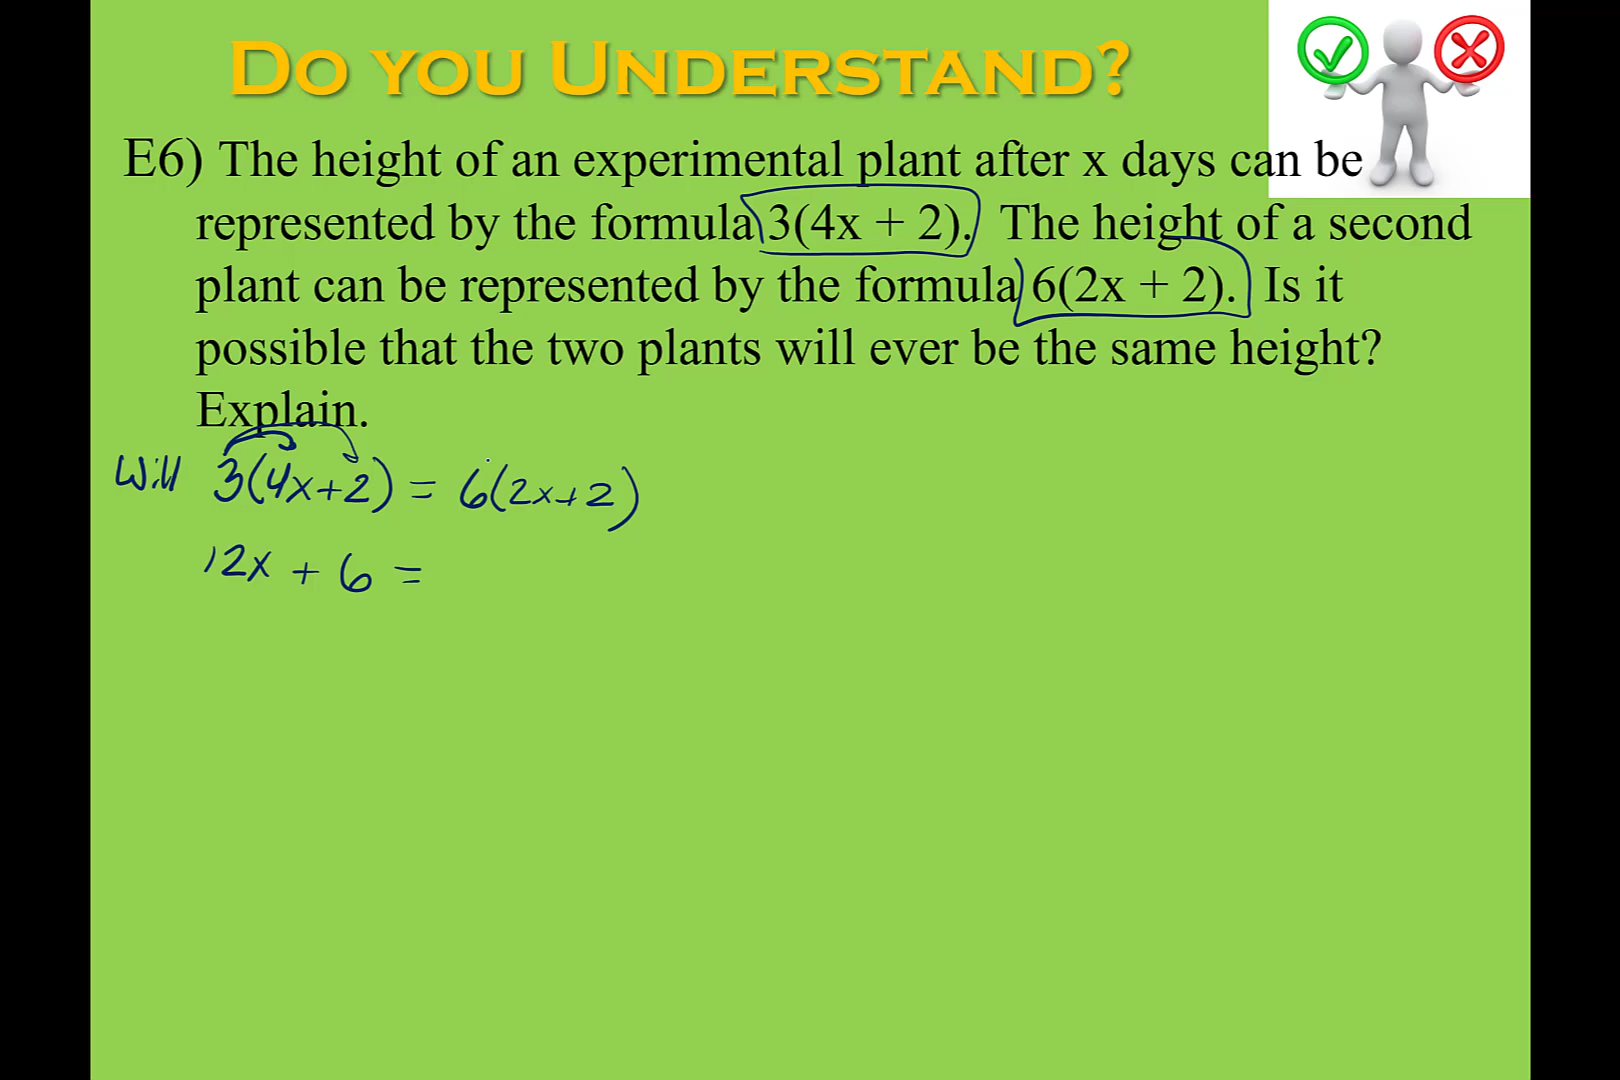 Do you Understand?
E6) The height of an experimental plant after x days can be
represented by the formula 3(4x + 2). The height of a second
plant can be represented by the formula 6(2x + 2). Is it
possible that the two plants will ever be the same height?
Explain.
Will 3(4x+2) = 6(2x+2)
12x + 6 =